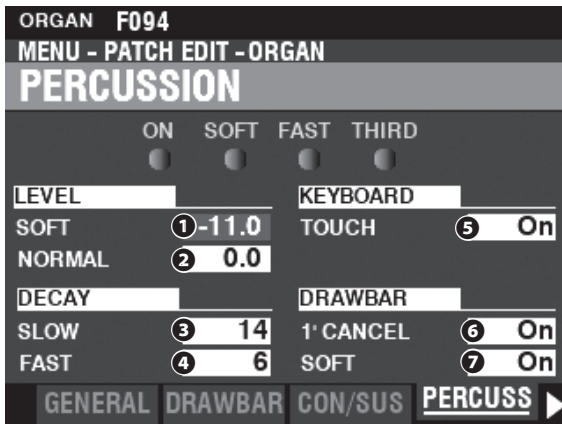 ORGAN F094
MENU - PATCH EDIT - ORGAN
PERCUSSION
ON SOFT FAST THIRD
LEVEL
SOFT 1 -11.0
NORMAL 2 0.0
KEYBOARD
TOUCH 5 On
DECAY
SLOW 3 14
FAST 4 6
DRAWBAR
1' CANCEL 6 On
SOFT 7 On
GENERAL DRAWBAR CON/SUS PERCUSS